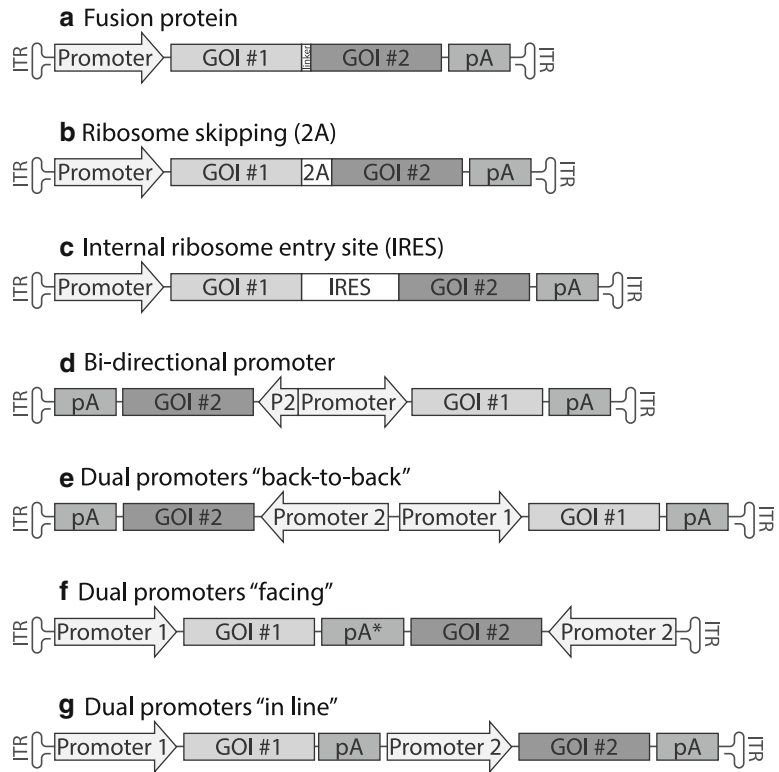 a Fusion protein
ITR Promoter GOI #1 linker GOI #2 pA ITR
b Ribosome skipping (2A)
ITR Promoter GOI #1 2A GOI #2 pA ITR
c Internal ribosome entry site (IRES)
ITR Promoter GOI #1 IRES GOI #2 pA ITR
d Bi-directional promoter
ITR pA GOI #2 P2 Promoter GOI #1 pA ITR
e Dual promoters “back-to-back”
ITR pA GOI #2 Promoter 2 Promoter 1 GOI #1 pA ITR
f Dual promoters “facing”
ITR Promoter 1 GOI #1 pA* GOI #2 Promoter 2 ITR
g Dual promoters “in line”
ITR Promoter 1 GOI #1 pA Promoter 2 GOI #2 pA ITR